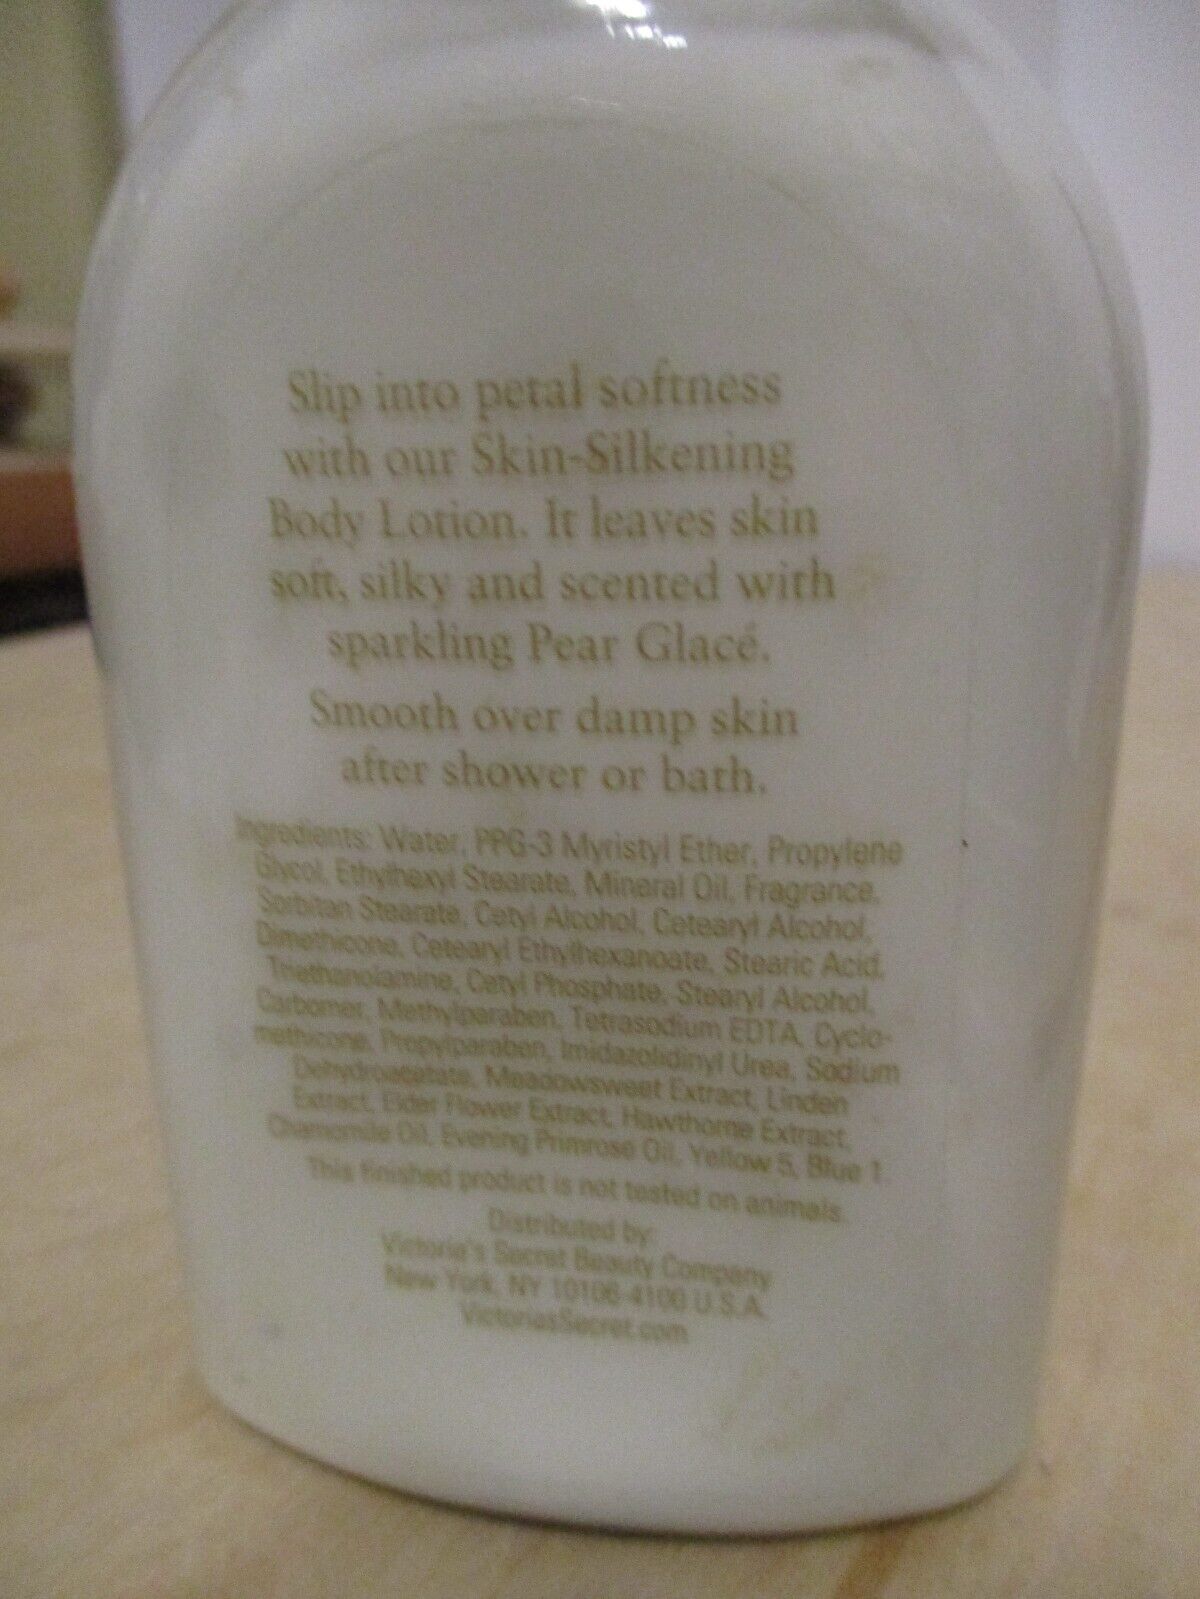 Slip into petal softness
with our Skin-Silkening
Body Lotion. It leaves skin
soft, silky and scented with
sparkling Pear Glacé.
Smooth over damp skin
after shower or bath.
Ingredients: Water, PPG-3 Myristyl Ether, Propylene
Glycol, Ethylhexyl Stearate, Mineral Oil, Fragrance,
Sorbitan Stearate, Cetyl Alcohol, Cetearyl Alcohol,
Dimethicone, Cetearyl Ethylhexanoate, Stearic Acid,
Triethanolamine, Cetyl Phosphate, Stearyl Alcohol,
Carbomer, Methylparaben, Tetrasodium EDTA, Cyclo-
methicone, Propylparaben, Imidazolidinyl Urea, Sodium
Dehydroacetate, Meadowsweet Extract, Linden
Extract, Elder Flower Extract, Hawthorne Extract,
Chamomile Oil, Evening Primrose Oil, Yellow 5, Blue 1.
This finished product is not tested on animals.
Distributed by:
Victoria's Secret Beauty Company
New York, NY 10106-4100 U.S.A.
VictoriasSecret.com